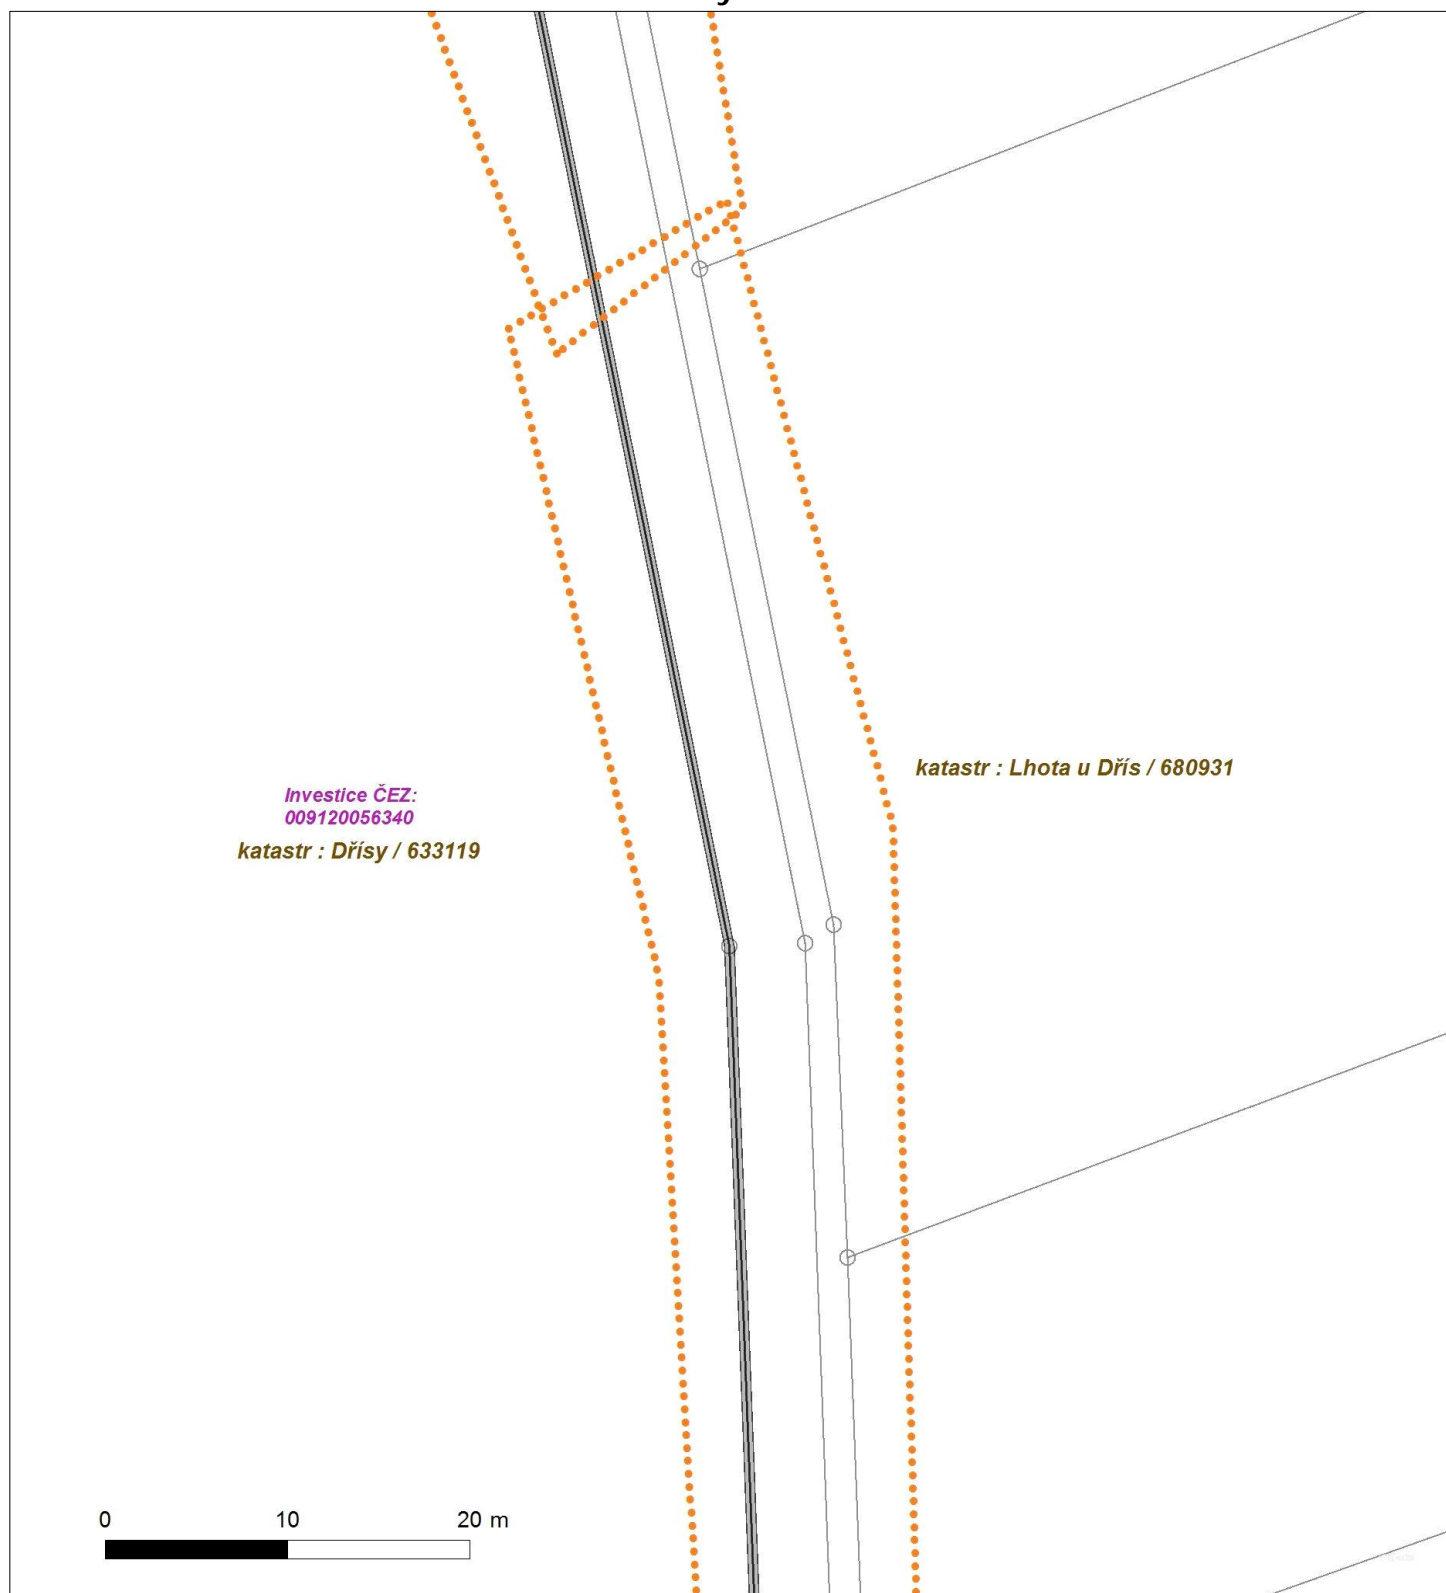 katastr : Lhota u Dřís / 680931
Investice ČEZ:
009120056340
katastr : Dřísy / 633119
0 10 20 m